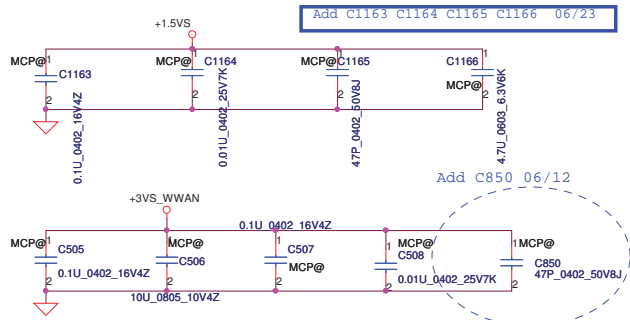 Add C1163 C1164 C1165 C1166 06/23
+1.5VS
MCP@ 1
C1163
2
0.1U_0402_16V4Z
MCP@ 1
C1164
2
0.01U_0402_25V7K
MCP@ 1
C1165
2
47P_0402_50V8J
1
C1166
MCP@
2
4.7U_0603_6.3V6K
Add C850 06/12
+3VS_WWAN
MCP@ 1
C505
0.1U_0402_16V4Z
2
1
MCP@
C506
2
10U_0805_10V4Z
0.1U_0402_16V4Z
1
C507
MCP@
2
MCP@
1
C508
2
0.01U_0402_25V7K
1 MCP@
C850
47P_0402_50V8J
2